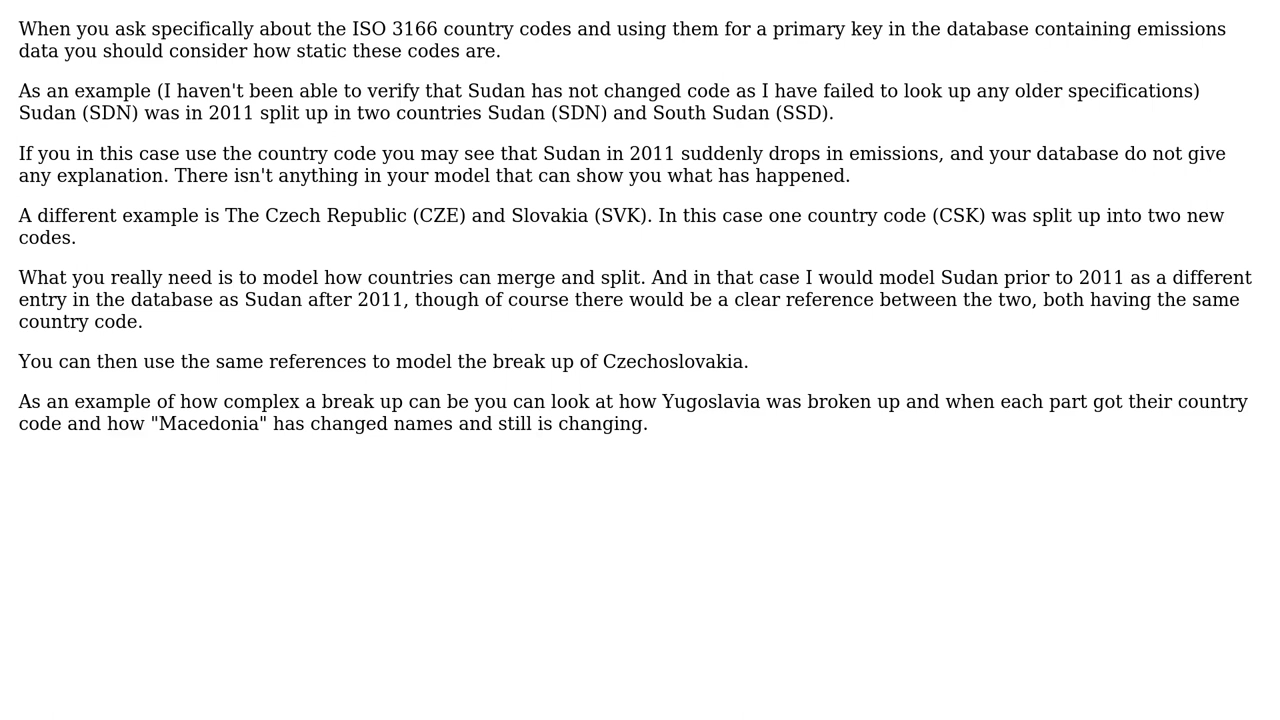 When you ask specifically about the ISO 3166 country codes and using them for a primary key in the database containing emissions
data you should consider how static these codes are.
As an example (I haven't been able to verify that Sudan has not changed code as I have failed to look up any older specifications)
Sudan (SDN) was in 2011 split up in two countries Sudan (SDN) and South Sudan (SSD).
If you in this case use the country code you may see that Sudan in 2011 suddenly drops in emissions, and your database do not give
any explanation. There isn't anything in your model that can show you what has happened.
A different example is The Czech Republic (CZE) and Slovakia (SVK). In this case one country code (CSK) was split up into two new
codes.
What you really need is to model how countries can merge and split. And in that case I would model Sudan prior to 2011 as a different
entry in the database as Sudan after 2011, though of course there would be a clear reference between the two, both having the same
country code.
You can then use the same references to model the break up of Czechoslovakia.
As an example of how complex a break up can be you can look at how Yugoslavia was broken up and when each part got their country
code and how "Macedonia" has changed names and still is changing.